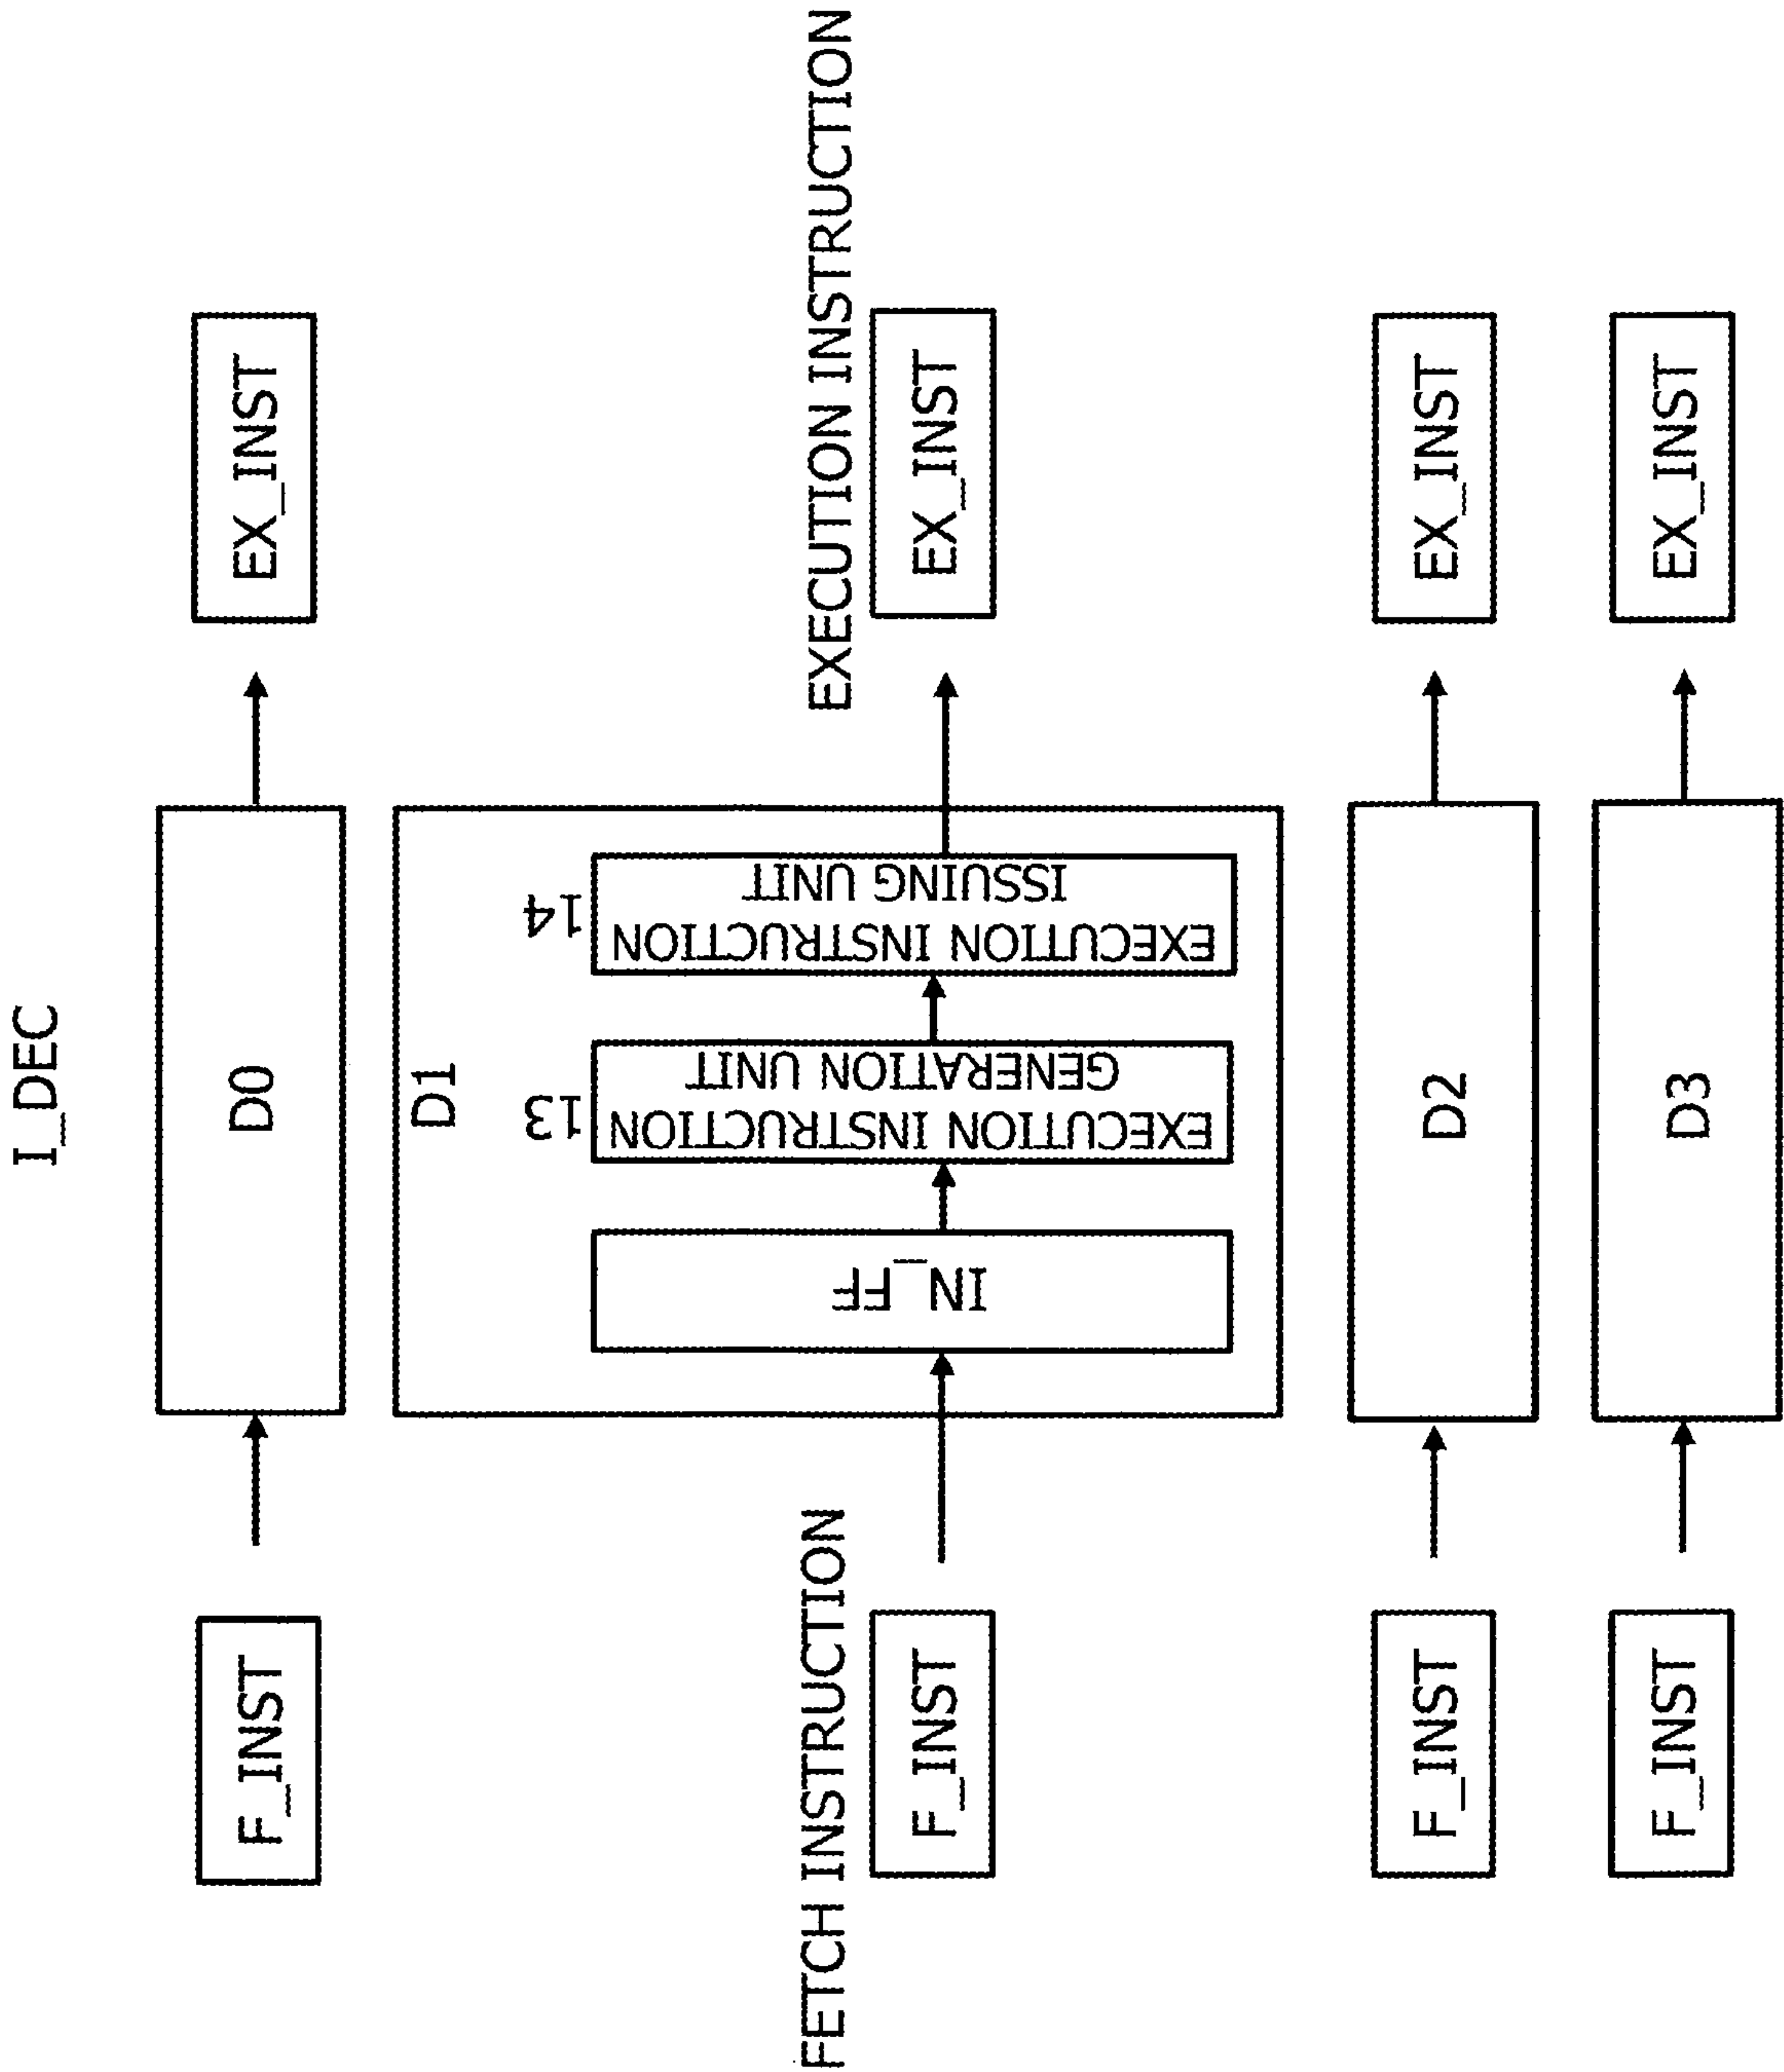 I_DEC
F_INST
D0
EX_INST
FETCH INSTRUCTION
F_INST
D1
IN_FF
13
EXECUTION INSTRUCTION
GENERATION UNIT
14
EXECUTION INSTRUCTION
ISSUING UNIT
EXECUTION INSTRUCTION
EX_INST
F_INST
D2
EX_INST
F_INST
D3
EX_INST